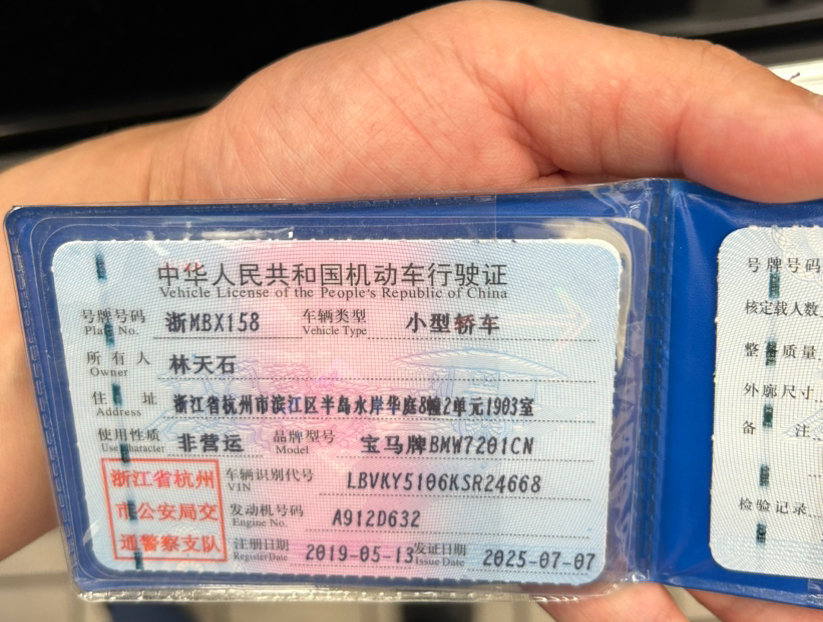 中华人民共和国机动车行驶证
Vehicle License of the People's Republic of China
号牌号码 浙MBX158 车辆类型 小型轿车
Plate No. Vehicle Type
所有人 林天石
Owner
住址 浙江省杭州市滨江区半岛水岸华庭8幢2单元1903室
Address
使用性质 非营运 品牌型号 宝马牌BMW7201CN
Use Character Model
浙江省杭州
市公安局交
通警察支队
车辆识别代号 LBVKY5106KSR24668
VIN
发动机号码 A912D632
Engine No.
注册日期 2019-05-13 发证日期 2025-07-07
Register Date Issue Date
号牌号码
核定载人数
整备质量
外廓尺寸
备注
检验记录